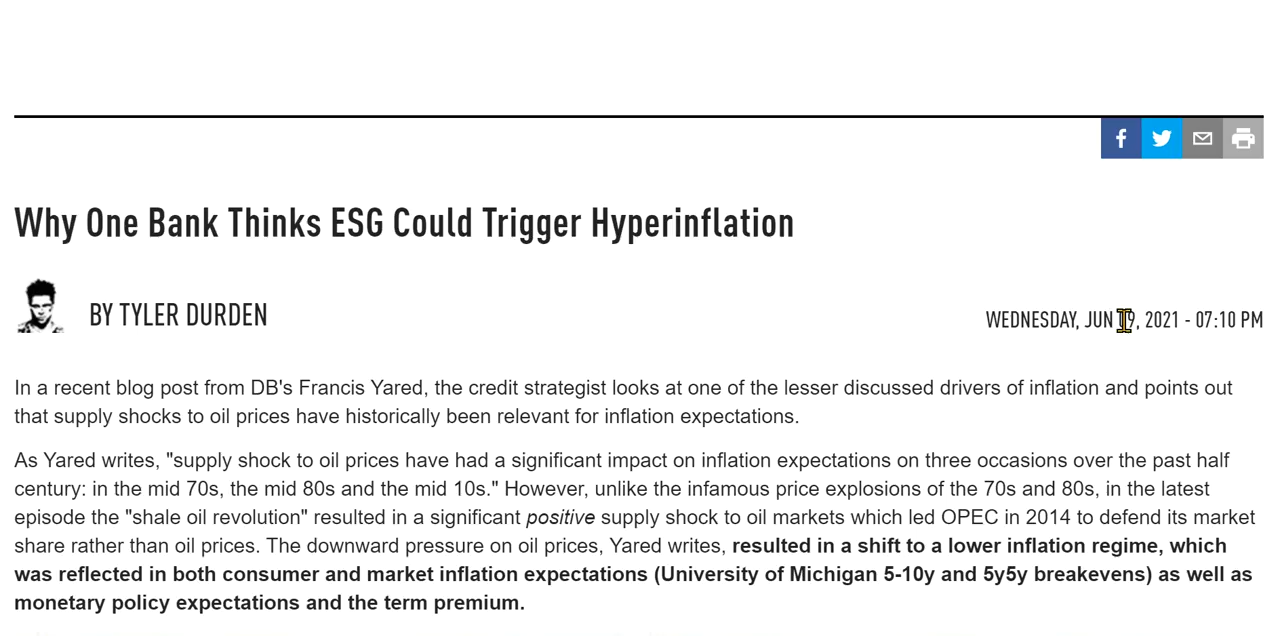 Why One Bank Thinks ESG Could Trigger Hyperinflation
BY TYLER DURDEN
WEDNESDAY, JUN 9, 2021 - 07:10 PM
In a recent blog post from DB's Francis Yared, the credit strategist looks at one of the lesser discussed drivers of inflation and points out
that supply shocks to oil prices have historically been relevant for inflation expectations.
As Yared writes, "supply shock to oil prices have had a significant impact on inflation expectations on three occasions over the past half
century: in the mid 70s, the mid 80s and the mid 10s." However, unlike the infamous price explosions of the 70s and 80s, in the latest
episode the "shale oil revolution" resulted in a significant positive supply shock to oil markets which led OPEC in 2014 to defend its market
share rather than oil prices. The downward pressure on oil prices, Yared writes, resulted in a shift to a lower inflation regime, which
was reflected in both consumer and market inflation expectations (University of Michigan 5-10y and 5y5y breakevens) as well as
monetary policy expectations and the term premium.